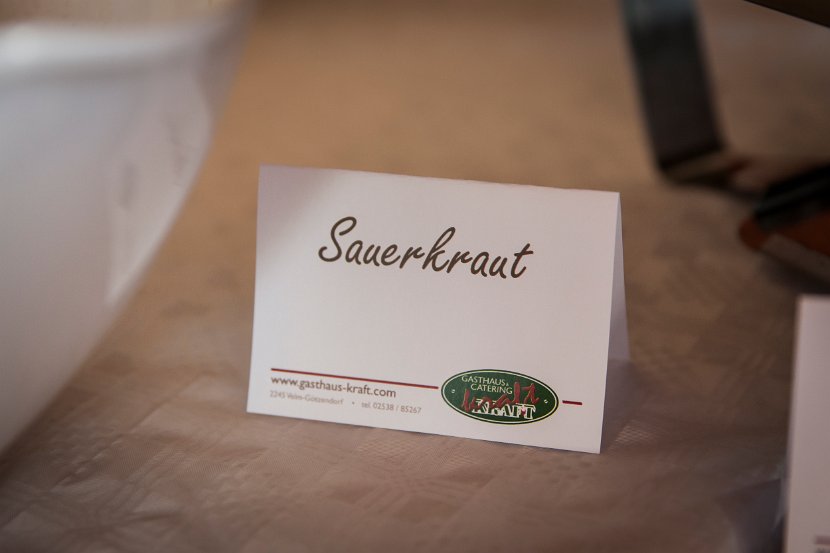 Sauerkraut
www.gasthaus-kraft.com
2245 Velm-Götzendorf • tel. 02538 / 85267
GASTHAUS &
CATERING
kraft
KRAFT